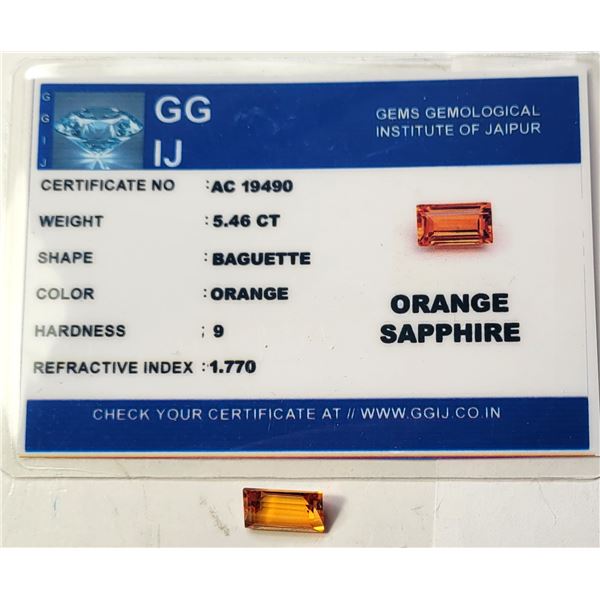 G G I J
GG
IJ
GEMS GEMOLOGICAL
INSTITUTE OF JAIPUR
CERTIFICATE NO : AC 19490
WEIGHT : 5.46 CT
SHAPE : BAGUETTE
COLOR : ORANGE
HARDNESS ; 9
REFRACTIVE INDEX : 1.770
ORANGE
SAPPHIRE
CHECK YOUR CERTIFICATE AT // WWW.GGIJ.CO.IN